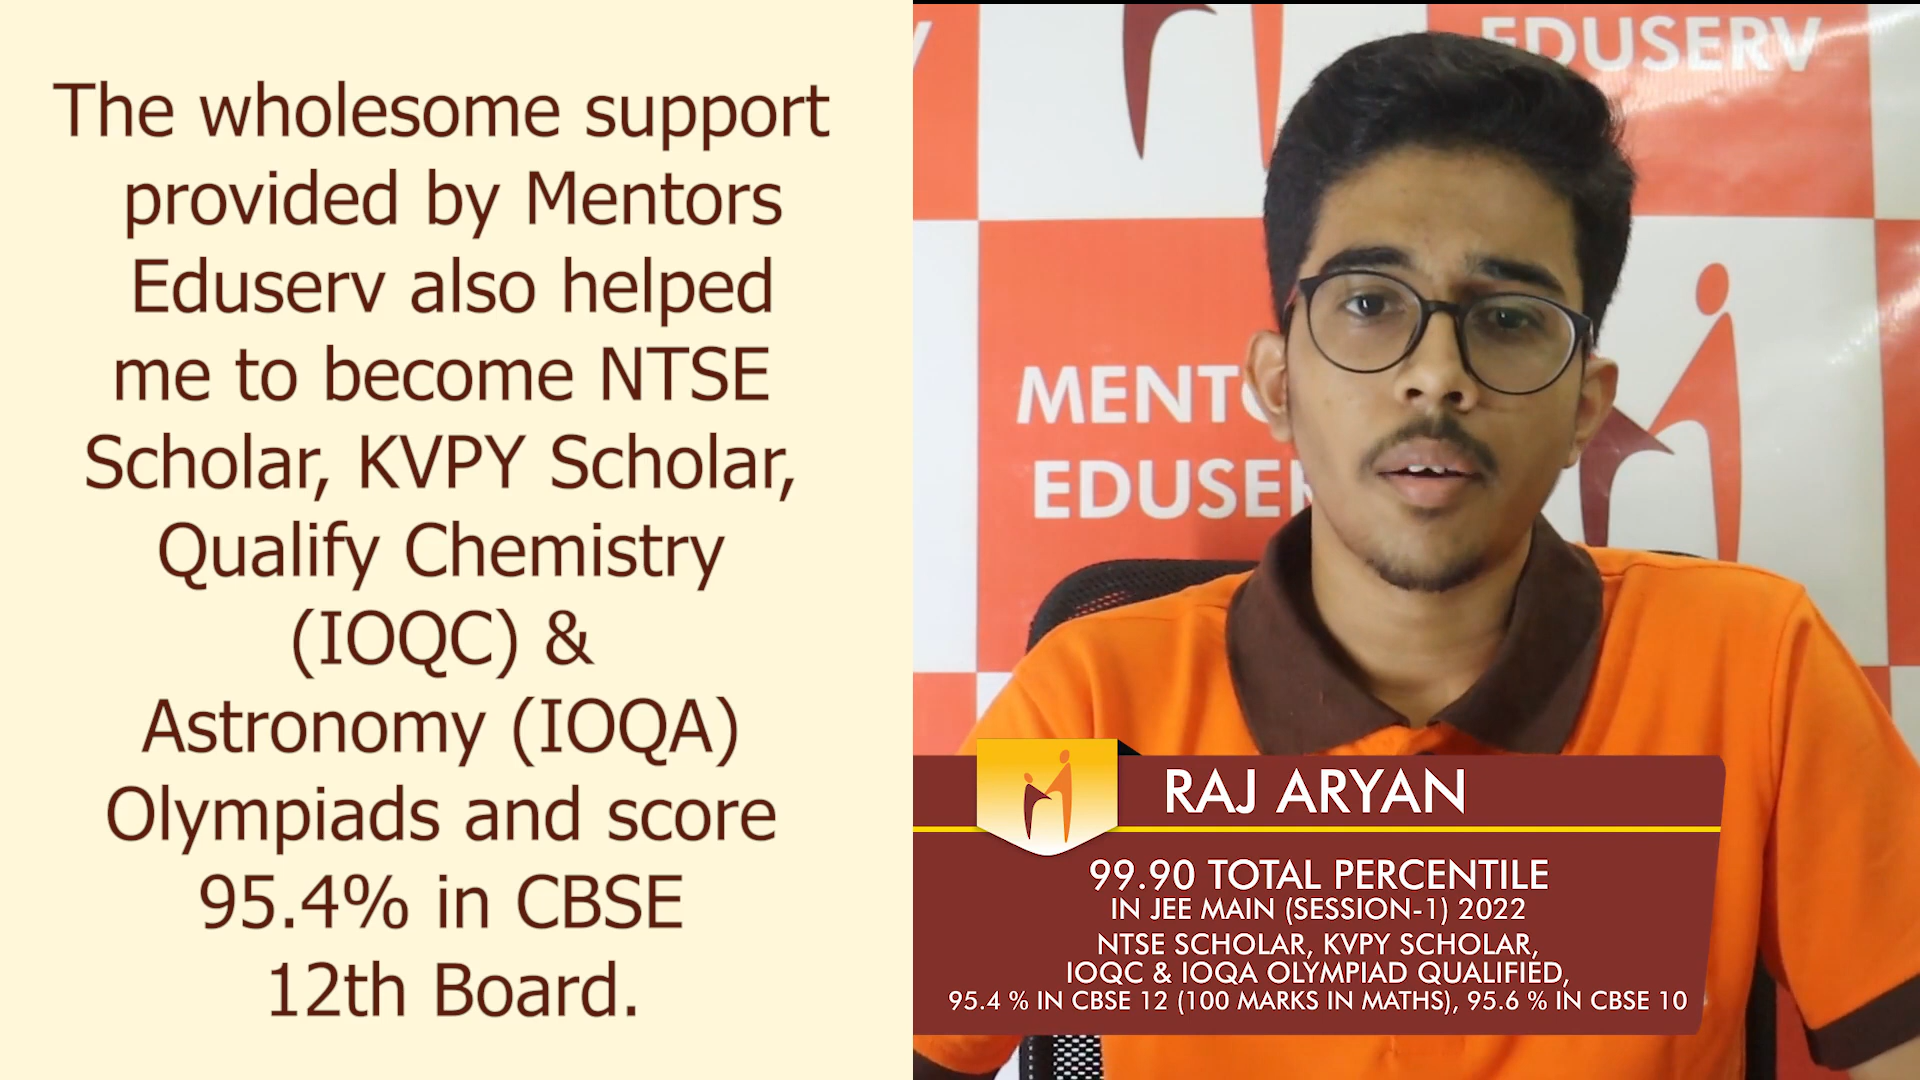 The wholesome support
provided by Mentors
Eduserv also helped
me to become NTSE
Scholar, KVPY Scholar,
Qualify Chemistry
(IOQC) &
Astronomy (IOQA)
Olympiads and score
95.4% in CBSE
12th Board.
EDUSERV
MENTO
EDUSER
RAJ ARYAN
99.90 TOTAL PERCENTILE
IN JEE MAIN (SESSION-1) 2022
NTSE SCHOLAR, KVPY SCHOLAR,
IOQC & IOQA OLYMPIAD QUALIFIED,
95.4 % IN CBSE 12 (100 MARKS IN MATHS), 95.6 % IN CBSE 10